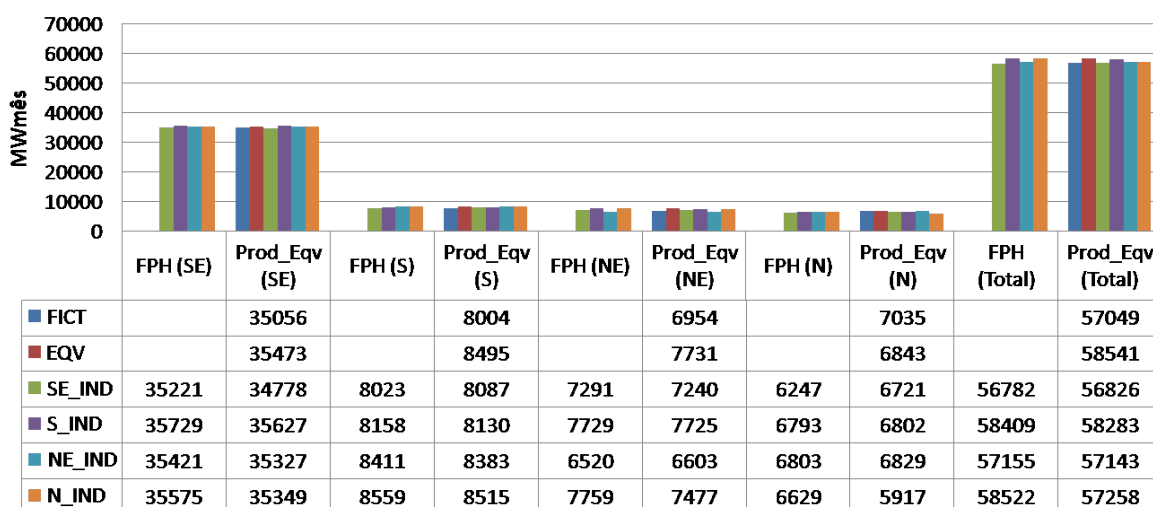 70000
60000
50000
40000
30000
20000
10000
0
MWmês
FPH (SE) Prod_Eqv (SE) FPH (S) Prod_Eqv (S) FPH (NE) Prod_Eqv (NE) FPH (N) Prod_Eqv (N) FPH (Total) Prod_Eqv (Total)
FICT 35056 8004 6954 7035 57049
EQV 35473 8495 7731 6843 58541
SE_IND 35221 34778 8023 8087 7291 7240 6247 6721 56782 56826
S_IND 35729 35627 8158 8130 7729 7725 6793 6802 58409 58283
NE_IND 35421 35327 8411 8383 6520 6603 6803 6829 57155 57143
N_IND 35575 35349 8559 8515 7759 7477 6629 5917 58522 57258